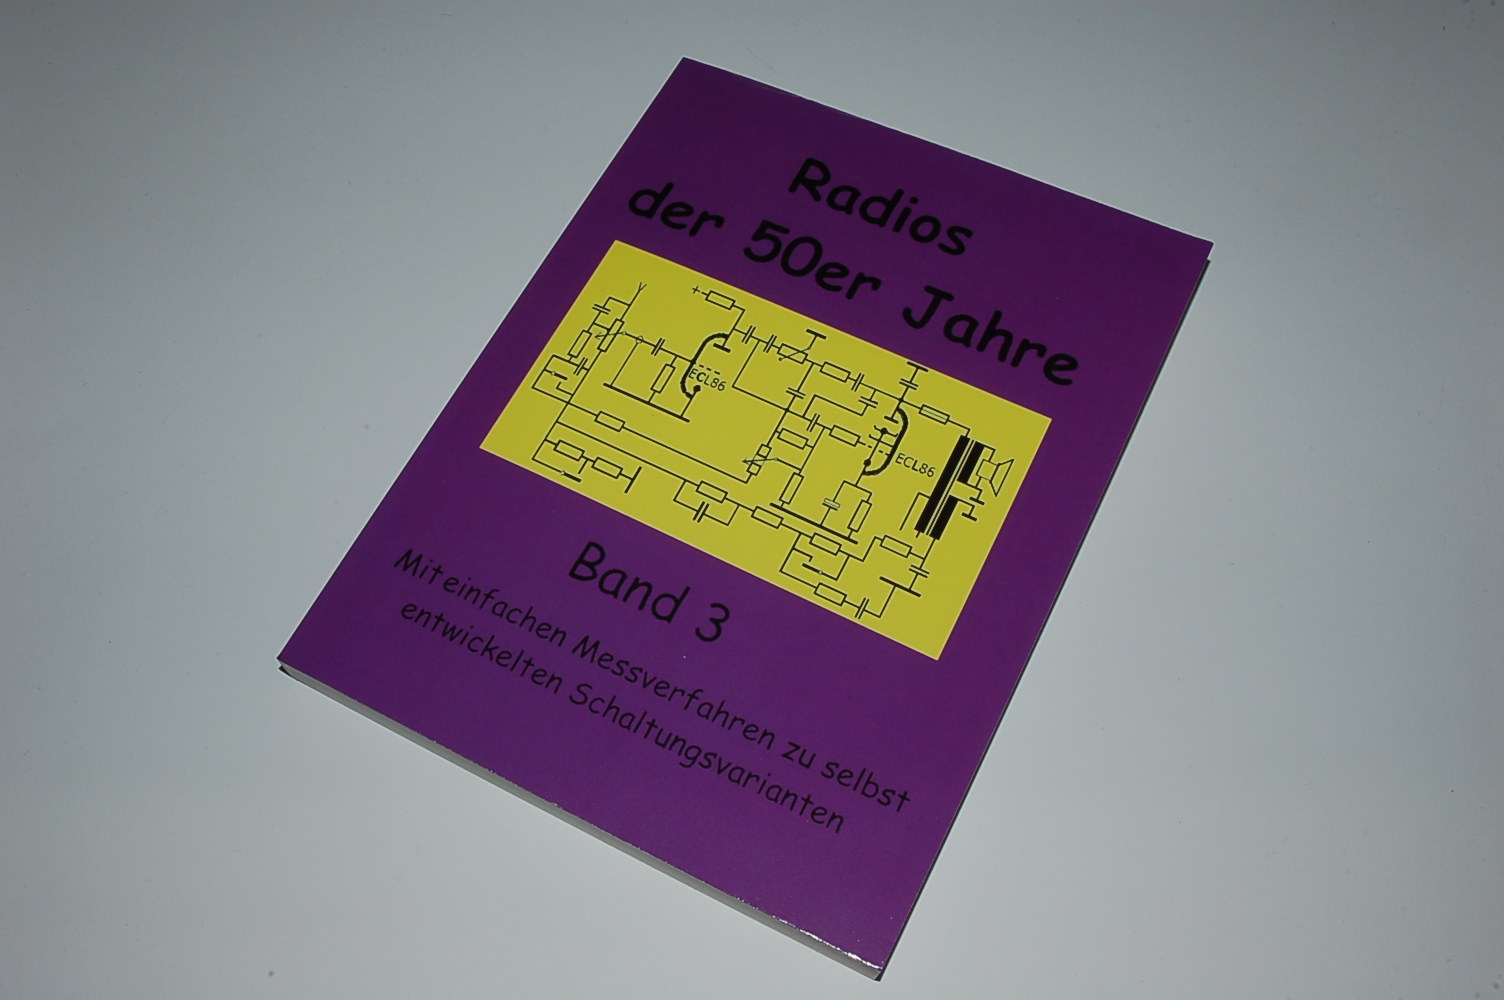 Radios
der 50er Jahre
+
ECL86
ECL86
Band 3
Mit einfachen Messverfahren zu selbst
entwickelten Schaltungsvarianten